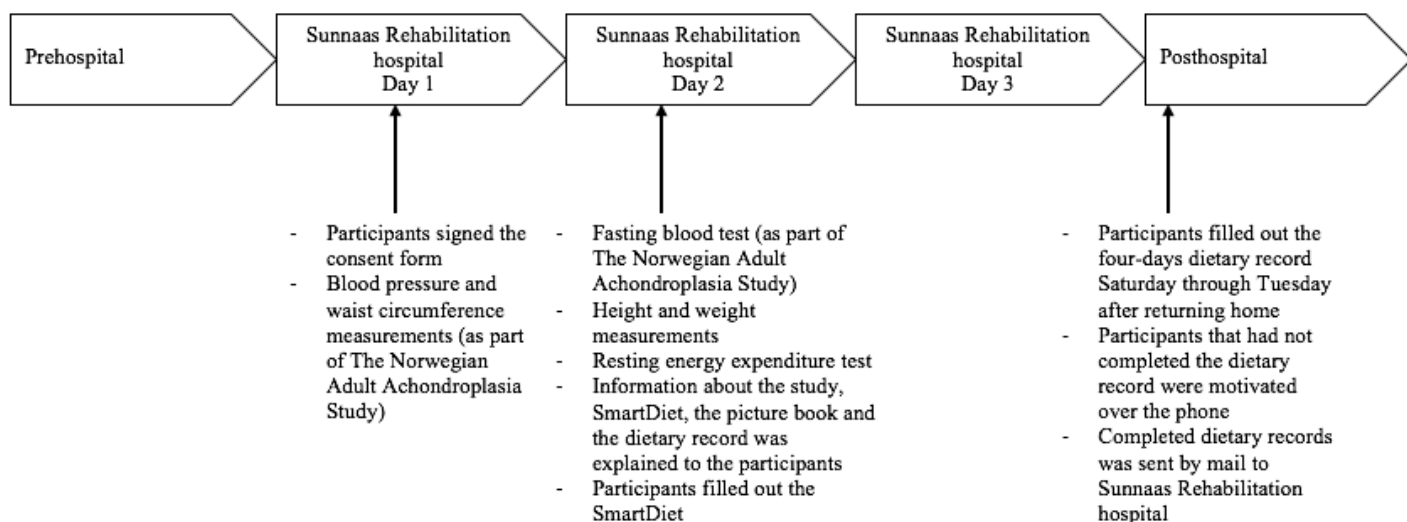 Prehospital
Sunnaas Rehabilitation
hospital
Day 1
Sunnaas Rehabilitation
hospital
Day 2
Sunnaas Rehabilitation
hospital
Day 3
Posthospital
- Participants signed the
consent form
- Blood pressure and
waist circumference
measurements (as part
of The Norwegian
Adult Achondroplasia
Study)
- Fasting blood test (as part of
The Norwegian Adult
Achondroplasia Study)
- Height and weight
measurements
- Resting energy expenditure test
- Information about the study,
SmartDiet, the picture book and
the dietary record was
explained to the participants
- Participants filled out the
SmartDiet
- Participants filled out the
four-days dietary record
Saturday through Tuesday
after returning home
- Participants that had not
completed the dietary
record were motivated
over the phone
- Completed dietary records
was sent by mail to
Sunnaas Rehabilitation
hospital